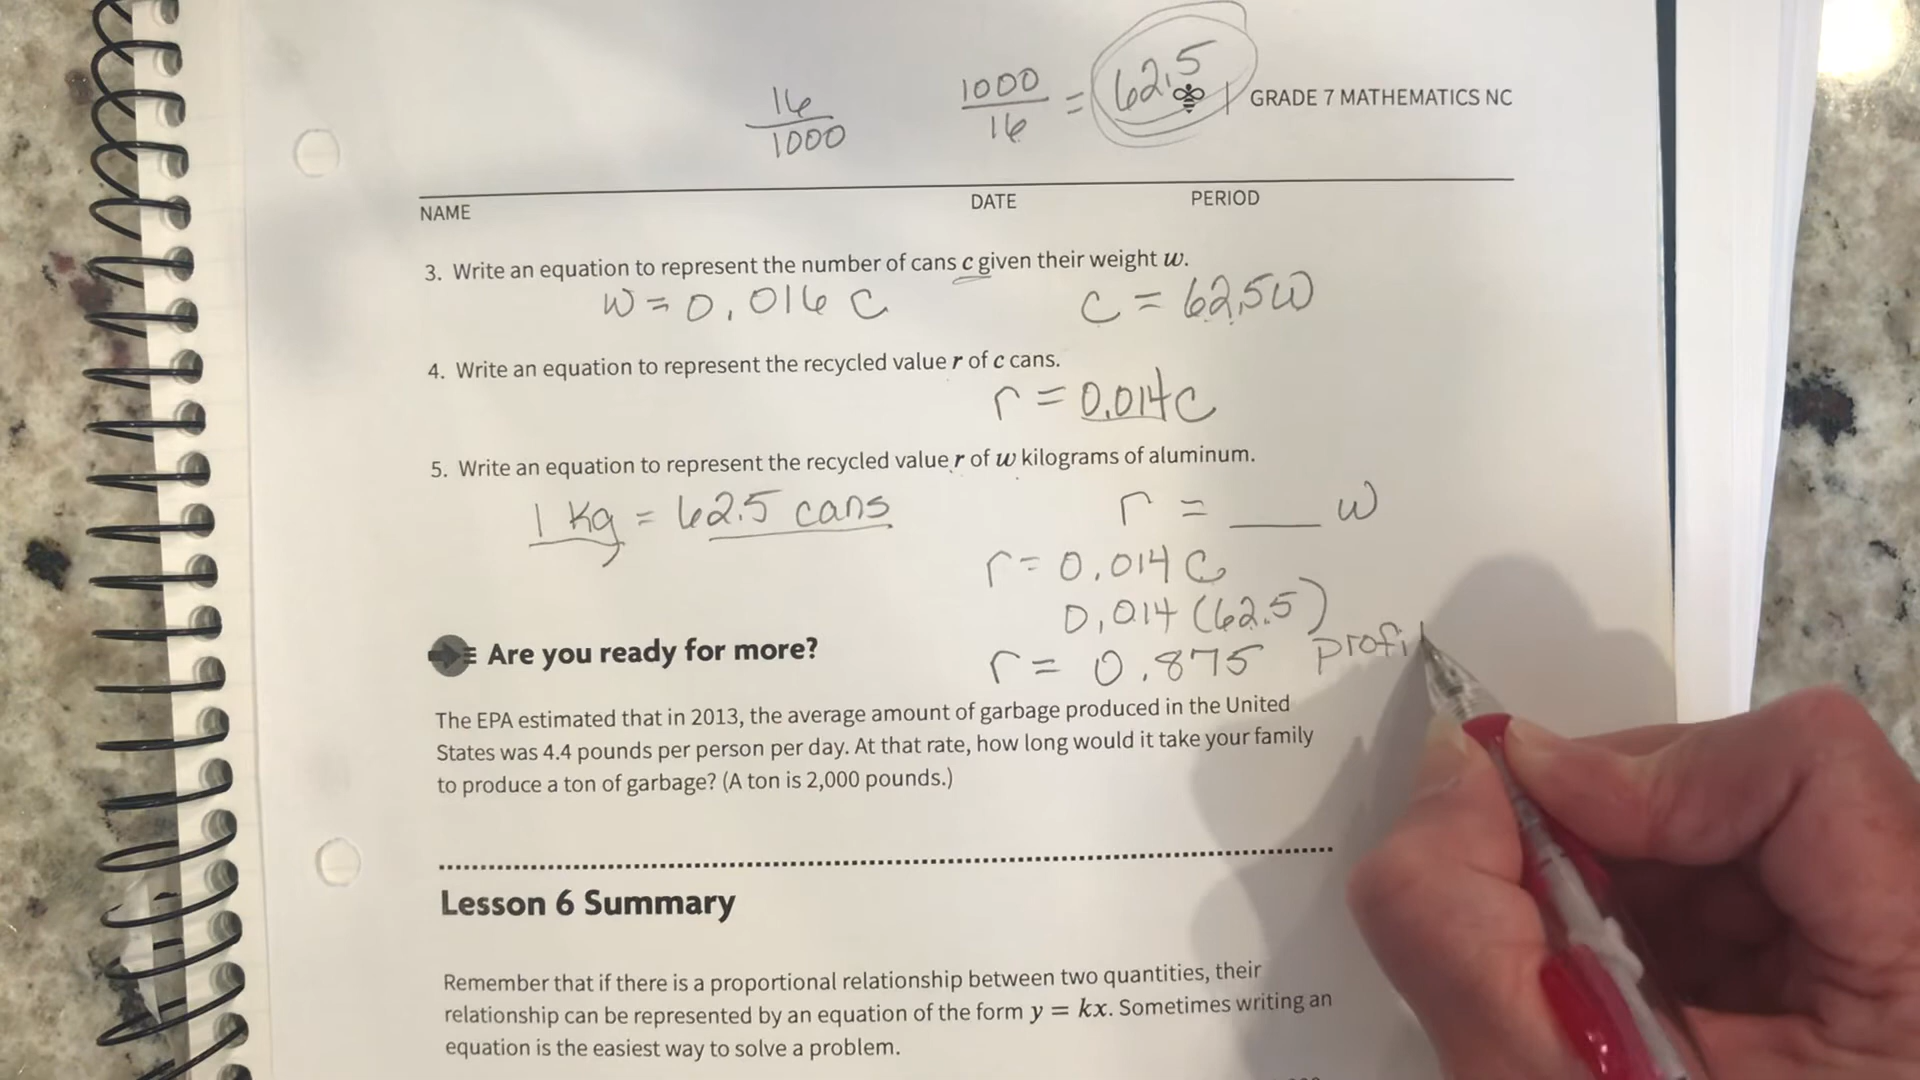 16
1000
1000
16
= 62.5
GRADE 7 MATHEMATICS NC
NAME DATE PERIOD
3. Write an equation to represent the number of cans c given their weight w.
w = 0.016 c c = 62.5w
4. Write an equation to represent the recycled value r of c cans.
r = 0.014c
5. Write an equation to represent the recycled value r of w kilograms of aluminum.
1 kg = 62.5 cans r = ___ w
r = 0.014 c
0.014 (62.5)
r = 0.875 profi
Are you ready for more?
The EPA estimated that in 2013, the average amount of garbage produced in the United
States was 4.4 pounds per person per day. At that rate, how long would it take your family
to produce a ton of garbage? (A ton is 2,000 pounds.)
Lesson 6 Summary
Remember that if there is a proportional relationship between two quantities, their
relationship can be represented by an equation of the form y = kx. Sometimes writing an
equation is the easiest way to solve a problem.